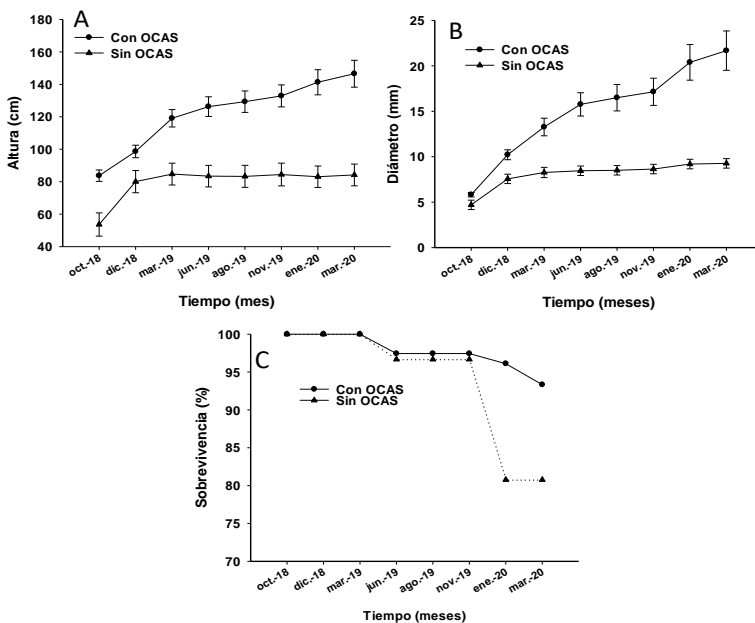 A
Con OCAS
Sin OCAS
Altura (cm)
180
160
140
120
100
80
60
40
oct.-18
dic.-18
mar.-19
jun.-19
ago.-19
nov.-19
ene.-20
mar.-20
Tiempo (mes)
B
Con OCAS
Sin OCAS
Diámetro (mm)
25
20
15
10
5
0
oct.-18
dic.-18
mar.-19
jun.-19
ago.-19
nov.-19
ene.-20
mar.-20
Tiempo (meses)
C
Con OCAS
Sin OCAS
Sobrevivencia (%)
100
95
90
85
80
75
70
oct.-18
dic.-18
mar.-19
jun.-19
ago.-19
nov.-19
ene.-20
mar.-20
Tiempo (meses)